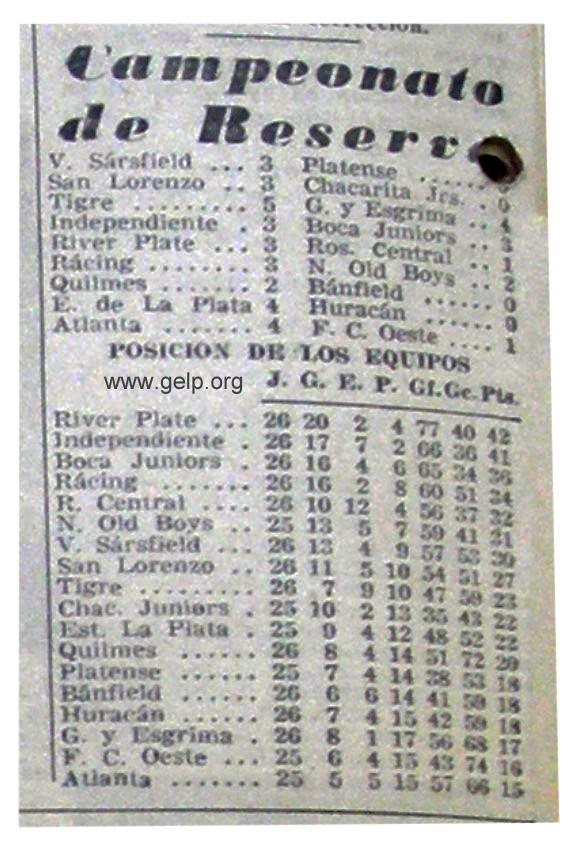 corrección.
Campeonato
de Reserv
V. Sársfield ... 3 Platense ......
San Lorenzo .. 3 Chacarita Jrs. . 0
Tigre ......... 5 G. y Esgrima .. 4
Independiente . 3 Boca Juniors .. 3
River Plate ... 3 Ros. Central .. 1
Rácing ........ 3 N. Old Boys .. 2
Quilmes ...... 2 Bánfield ...... 0
E. de La Plata 4 Huracán ...... 0
Atlanta ....... 4 F. C. Oeste .... 1
POSICION DE LOS EQUIPOS
www.gelp.org J. G. E. P. Gf. Gc. Pts.
River Plate ... 26 20 2 4 77 40 42
Independiente . 26 17 7 2 66 36 41
Boca Juniors . 26 16 4 6 65 34 36
Rácing ....... 26 16 2 8 60 51 34
R. Central .... 26 10 12 4 56 37 32
N. Old Boys .. 25 13 5 7 59 41 31
V. Sársfield ... 26 13 4 9 57 53 30
San Lorenzo .. 26 11 5 10 54 51 27
Tigre ......... 26 7 9 10 47 59 23
Chac. Juniors . 25 10 2 13 35 43 22
Est. La Plata . 25 9 4 12 48 52 22
Quilmes ...... 26 8 4 14 51 72 20
Platense ...... 25 7 4 14 38 53 18
Bánfield ....... 26 6 6 14 41 59 18
Huracán ...... 26 7 4 15 42 59 18
G. y Esgrima . 26 8 1 17 56 68 17
F. C. Oeste ... 25 6 4 15 43 74 16
Atlanta ....... 25 5 5 15 57 66 15